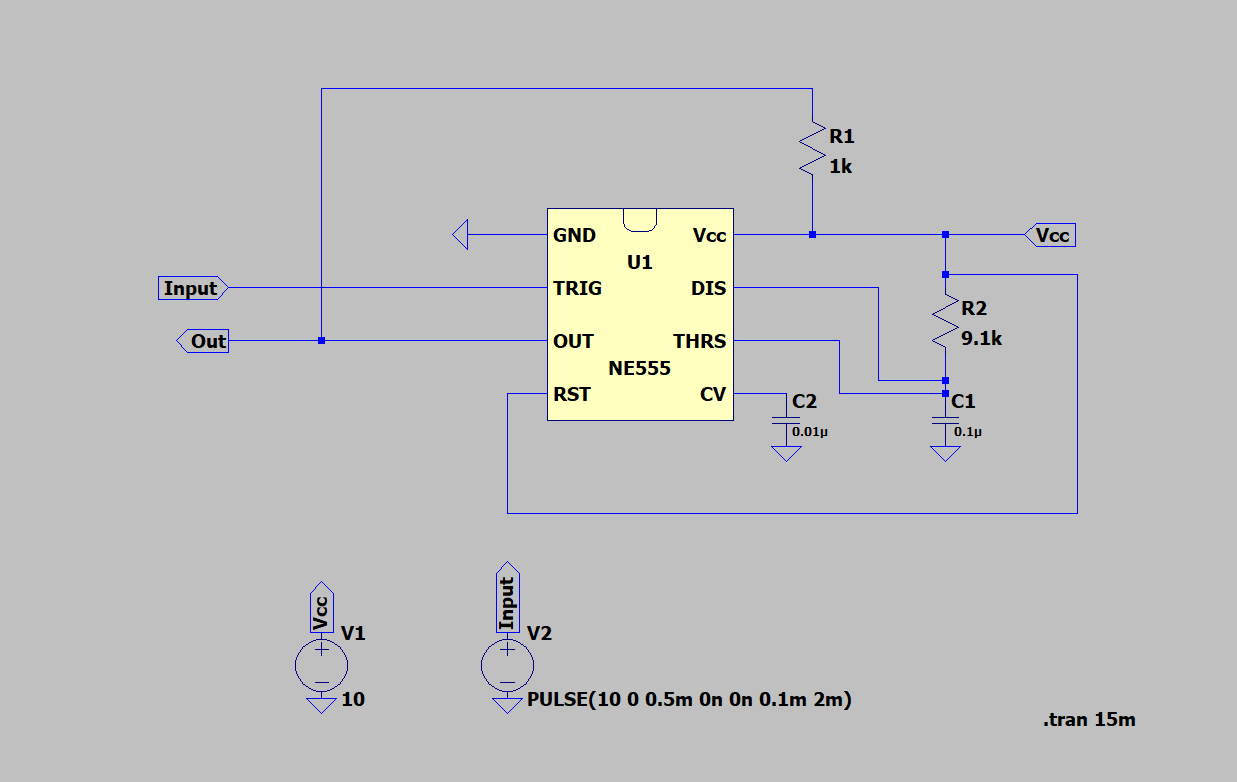 R1
1k
GND
Vcc
Vcc
U1
Input
TRIG
DIS
R2
Out
OUT
THRS
9.1k
NE555
RST
CV
C2
C1
0.01µ
0.1µ
Vcc
Input
V1
V2
10
PULSE(10 0 0.5m 0n 0n 0.1m 2m)
.tran 15m